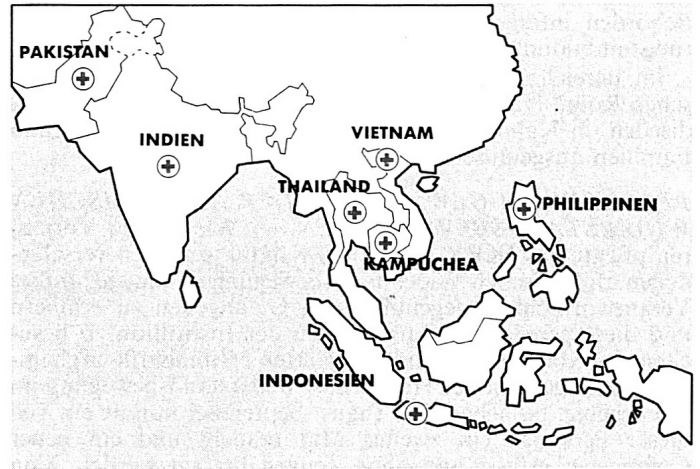 PAKISTAN
INDIEN
VIETNAM
THAILAND
PHILIPPINEN
KAMPUCHEA
INDONESIEN